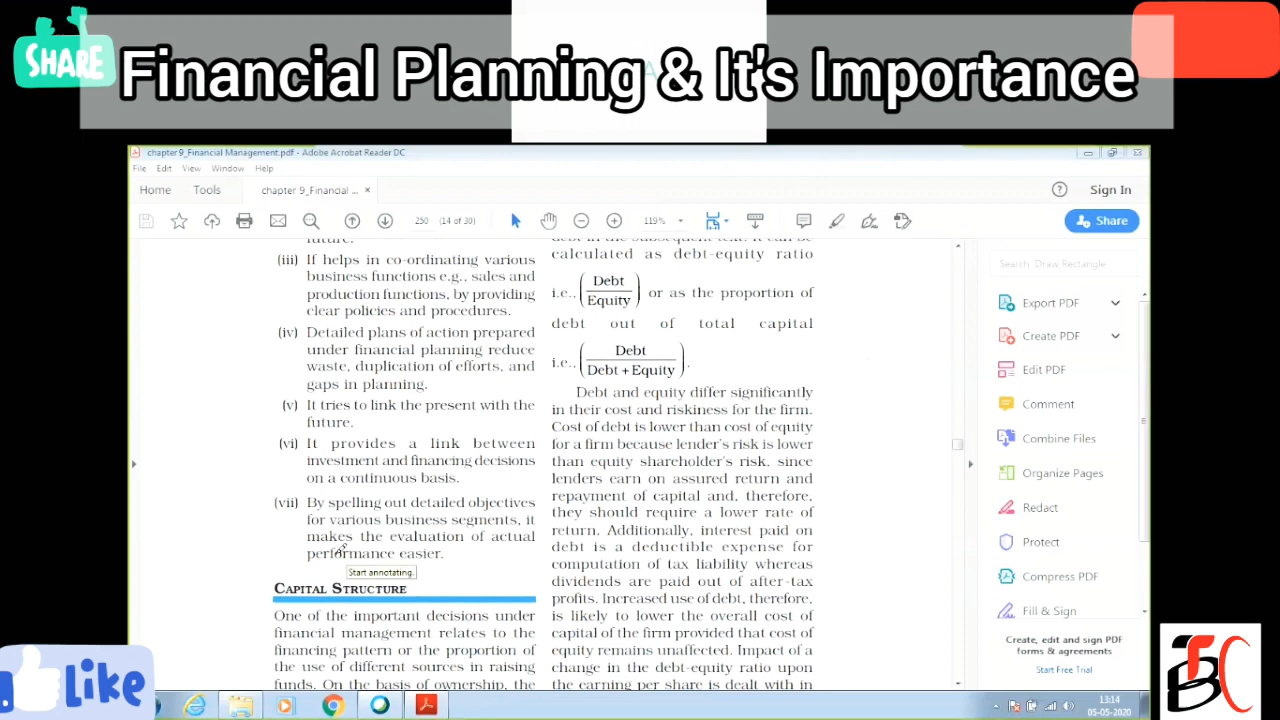 SHARE
Financial Planning & It's Importance
chapter 9_Financial Management.pdf - Adobe Acrobat Reader DC
File Edit View Window Help
Home Tools chapter 9_Financial ... × Sign In
250 (14 of 30) 119% Share
future.
(iii) If helps in co-ordinating various
business functions e.g., sales and
production functions, by providing
clear policies and procedures.
(iv) Detailed plans of action prepared
under financial planning reduce
waste, duplication of efforts, and
gaps in planning.
(v) It tries to link the present with the
future.
(vi) It provides a link between
investment and financing decisions
on a continuous basis.
(vii) By spelling out detailed objectives
for various business segments, it
makes the evaluation of actual
performance easier.
Start annotating.
CAPITAL STRUCTURE
One of the important decisions under
financial management relates to the
financing pattern or the proportion of
the use of different sources in raising
funds. On the basis of ownership, the
debt in the subsequent text. It can be
calculated as debt-equity ratio
i.e., (Debt / Equity) or as the proportion of
debt out of total capital
i.e., (Debt / Debt + Equity).
Debt and equity differ significantly
in their cost and riskiness for the firm.
Cost of debt is lower than cost of equity
for a firm because lender's risk is lower
than equity shareholder's risk, since
lenders earn on assured return and
repayment of capital and, therefore,
they should require a lower rate of
return. Additionally, interest paid on
debt is a deductible expense for
computation of tax liability whereas
dividends are paid out of after-tax
profits. Increased use of debt, therefore,
is likely to lower the overall cost of
capital of the firm provided that cost of
equity remains unaffected. Impact of a
change in the debt-equity ratio upon
the earning per share is dealt with in
Search 'Draw Rectangle'
Export PDF
Create PDF
Edit PDF
Comment
Combine Files
Organize Pages
Redact
Protect
Compress PDF
Fill & Sign
Create, edit and sign PDF
forms & agreements
Start Free Trial
Like
13:14
05-05-2020